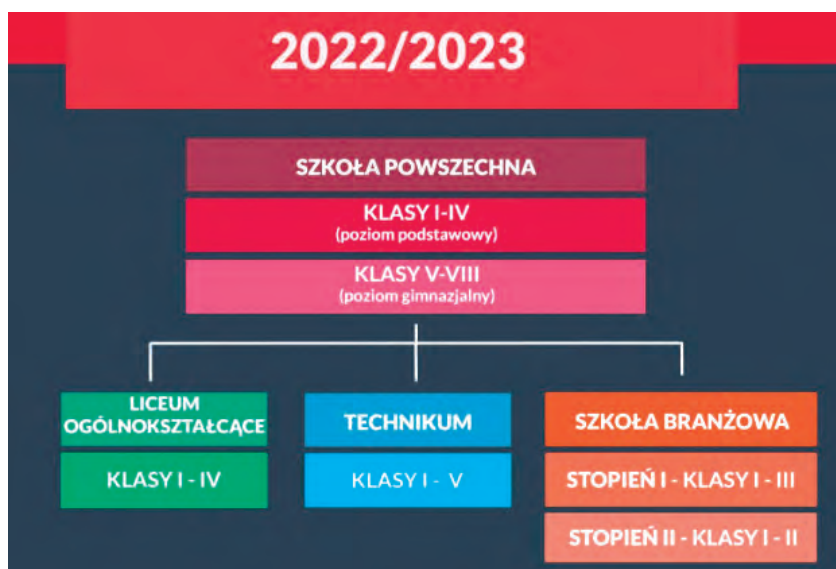 2022/2023
SZKOŁA POWSZECHNA
KLASY I-IV
(poziom podstawowy)
KLASY V-VIII
(poziom gimnazjalny)
LICEUM
OGÓLNOKSZTAŁCĄCE
KLASY I - IV
TECHNIKUM
KLASY I - V
SZKOŁA BRANŻOWA
STOPIEŃ I - KLASY I - III
STOPIEŃ II - KLASY I - II